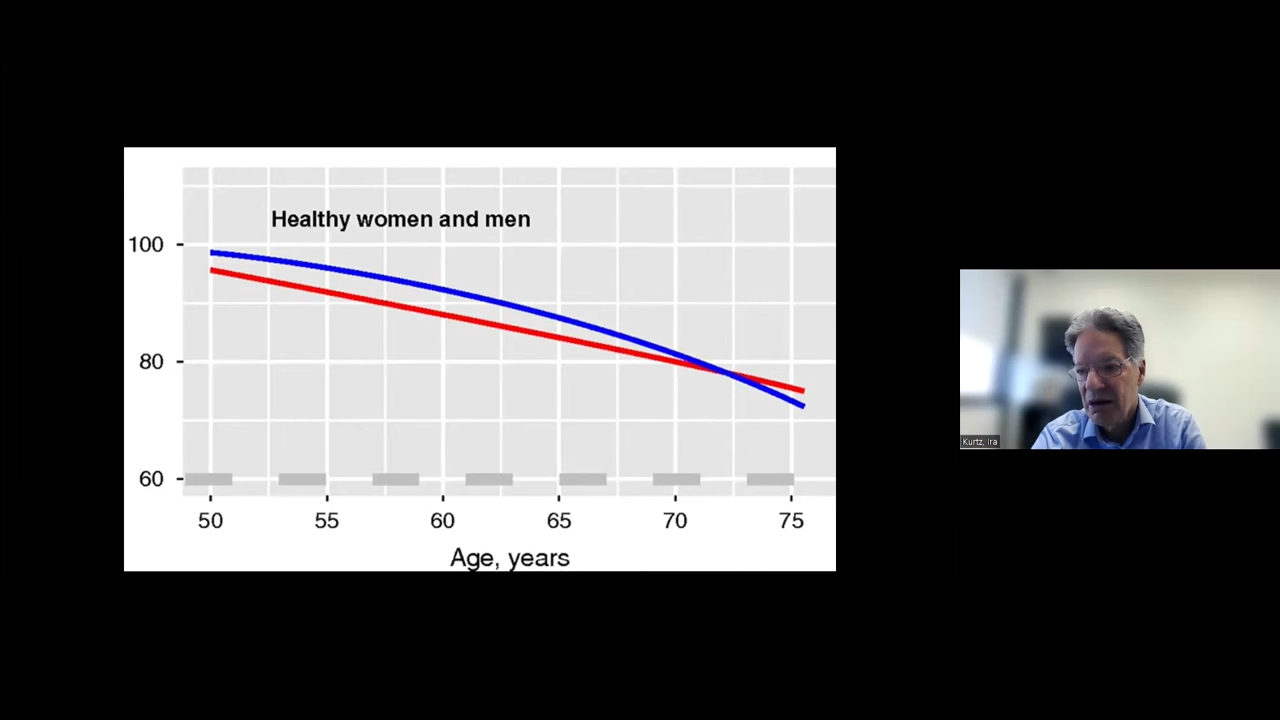 Healthy women and men
100
80
60
50 55 60 65 70 75
Age, years
Kurtz, Ira